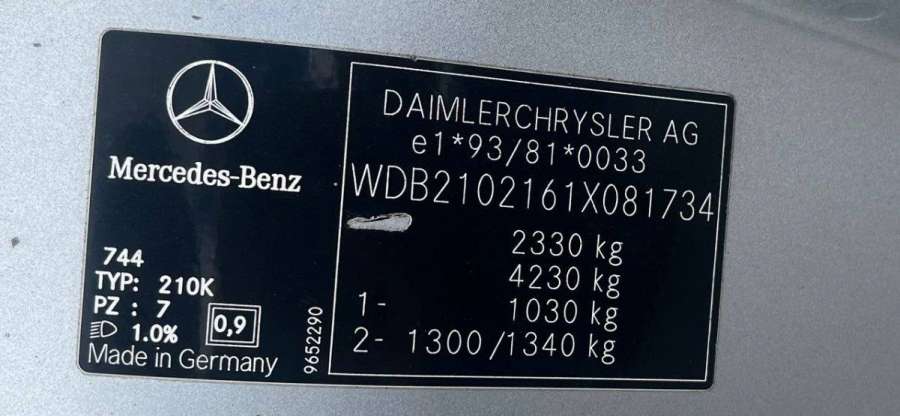 Mercedes-Benz
744
TYP: 210K
PZ : 7
1.0%
0,9
Made in Germany
9652290
DAIMLERCHRYSLER AG
e1*93/81*0033
WDB2102161X081734
2330 kg
4230 kg
1- 1030 kg
2- 1300/1340 kg